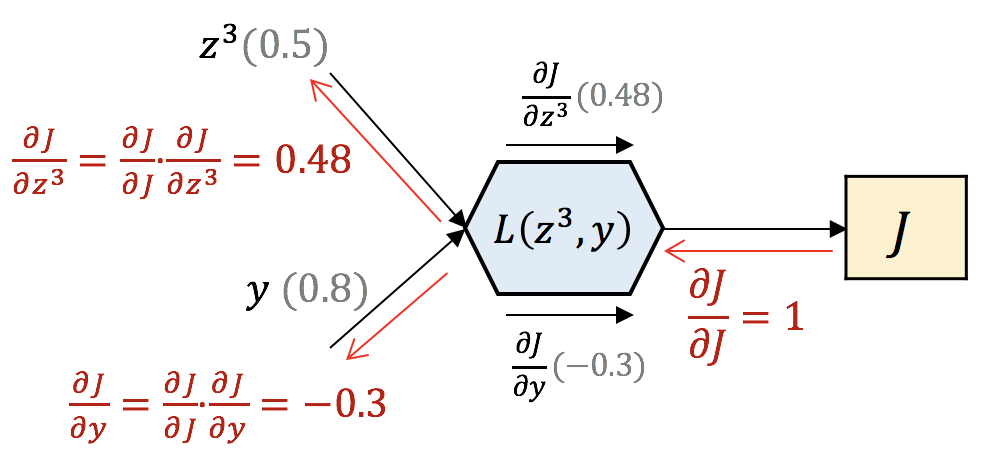 z³(0.5)
∂J/∂z³ (0.48)
∂J/∂z³ = ∂J/∂J · ∂J/∂z³ = 0.48
L(z³, y)
J
y (0.8)
∂J/∂J = 1
∂J/∂y (−0.3)
∂J/∂y = ∂J/∂J · ∂J/∂y = −0.3